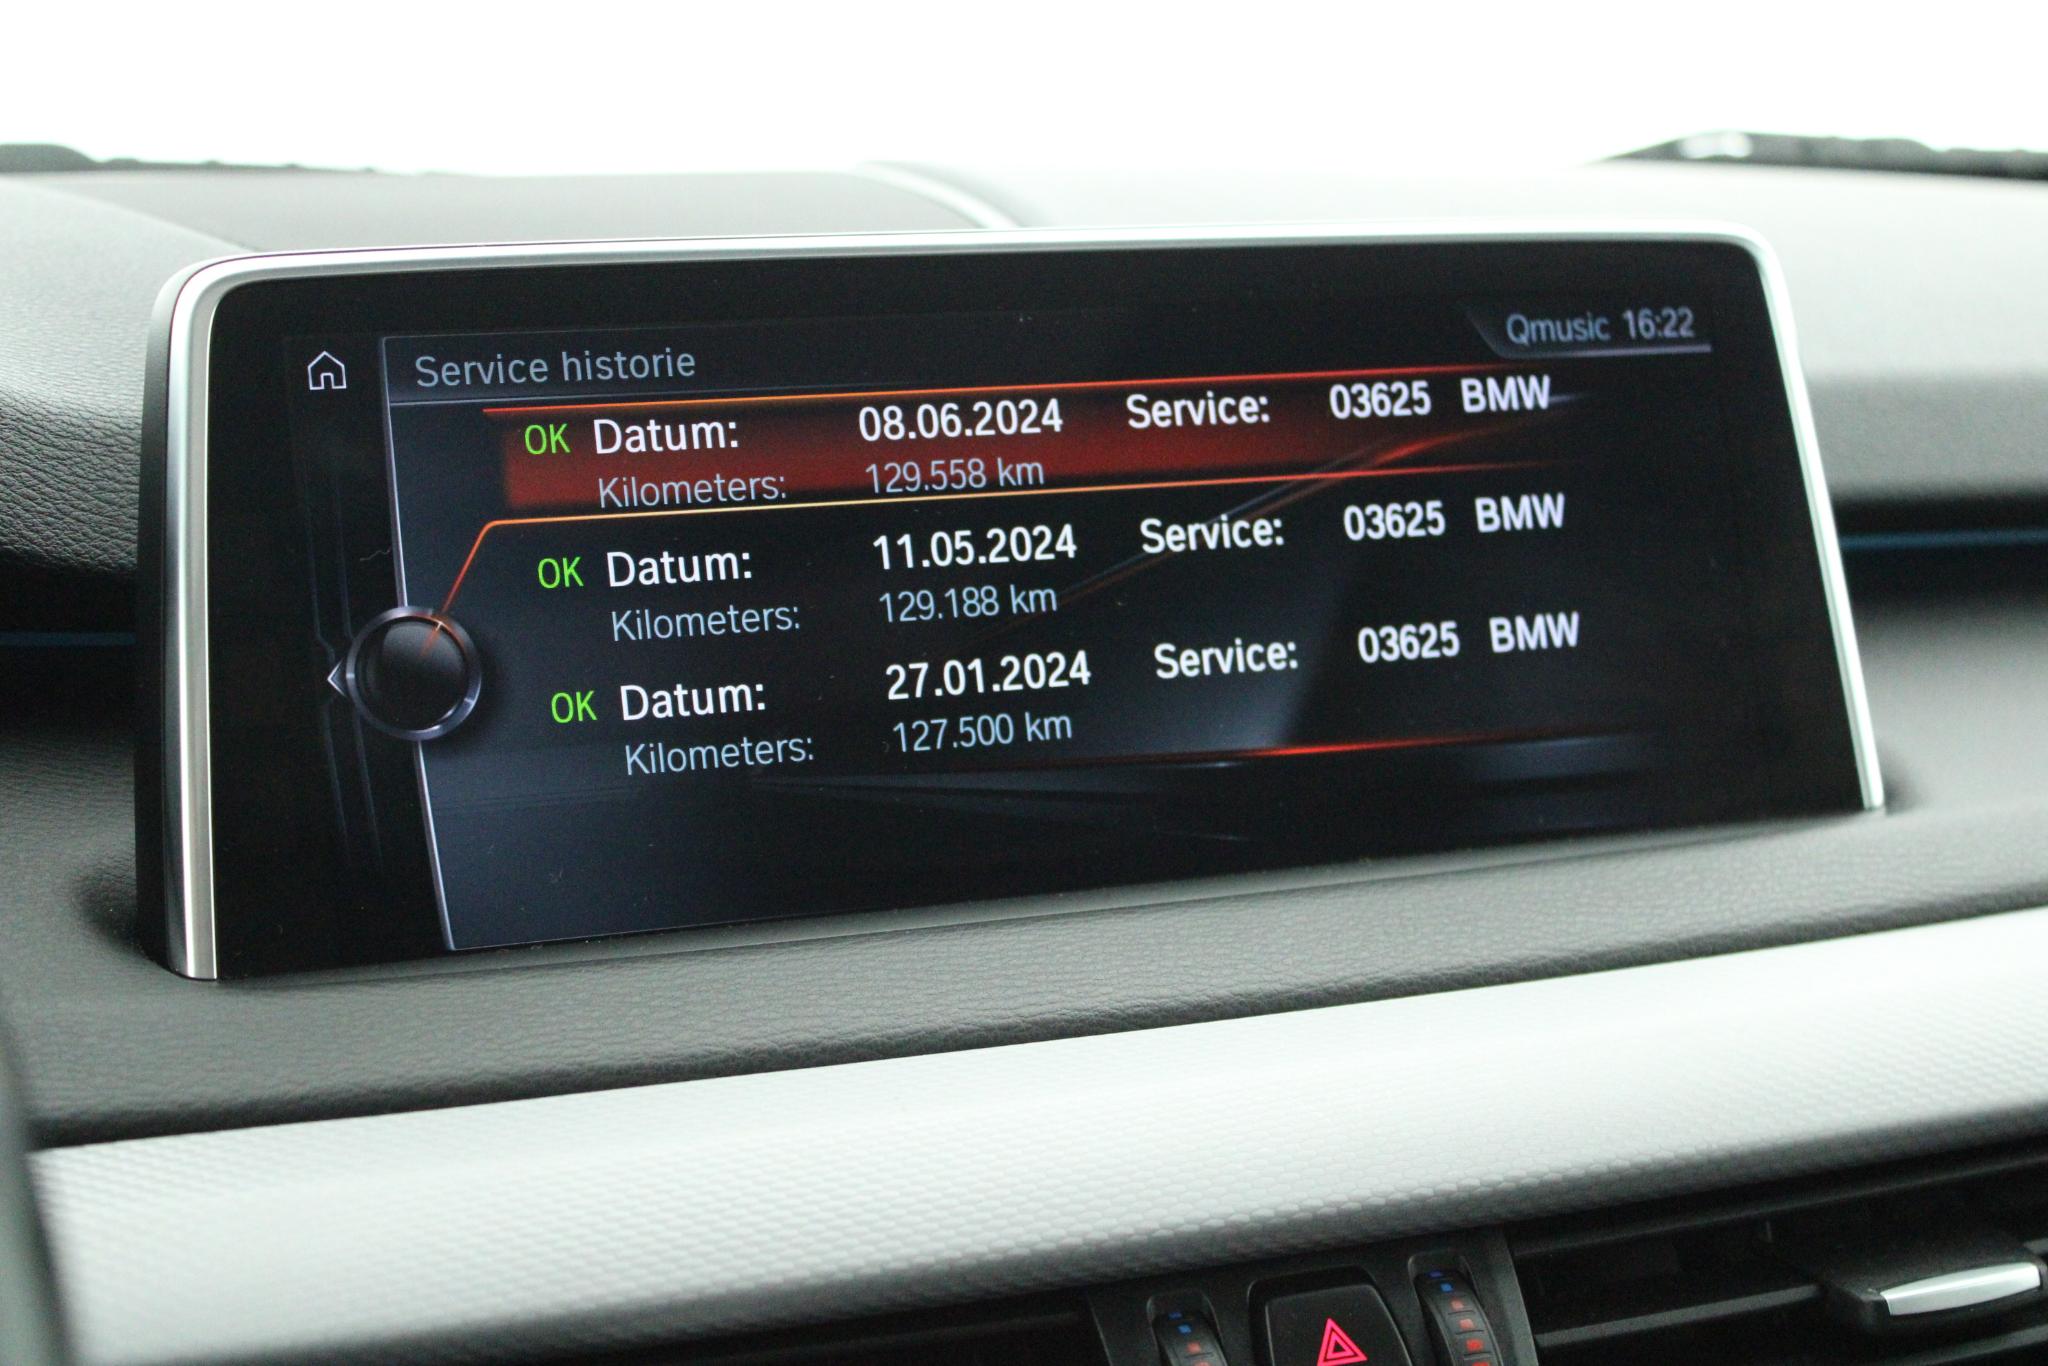 Service historie
Qmusic 16:22
OK Datum: 08.06.2024 Service: 03625 BMW
Kilometers: 129.558 km
OK Datum: 11.05.2024 Service: 03625 BMW
Kilometers: 129.188 km
OK Datum: 27.01.2024 Service: 03625 BMW
Kilometers: 127.500 km